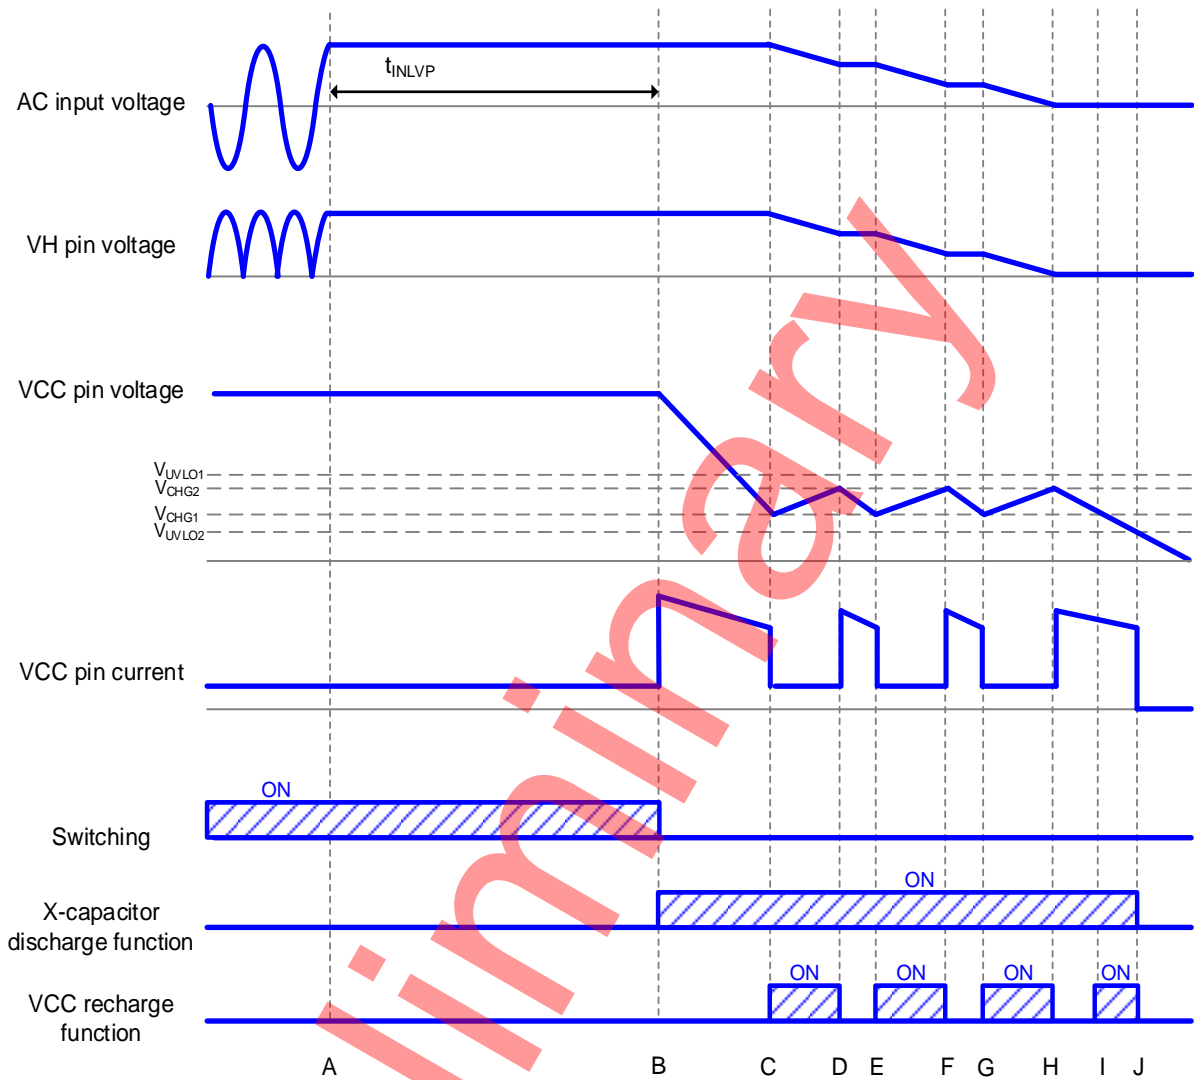 AC input voltage
tINLVP
VH pin voltage
VCC pin voltage
VUVLO1
VCHG2
VCHG1
VUVLO2
VCC pin current
ON
Switching
ON
X-capacitor
discharge function
ON
ON
ON
ON
VCC recharge
function
A B C D E F G H I J
liminary